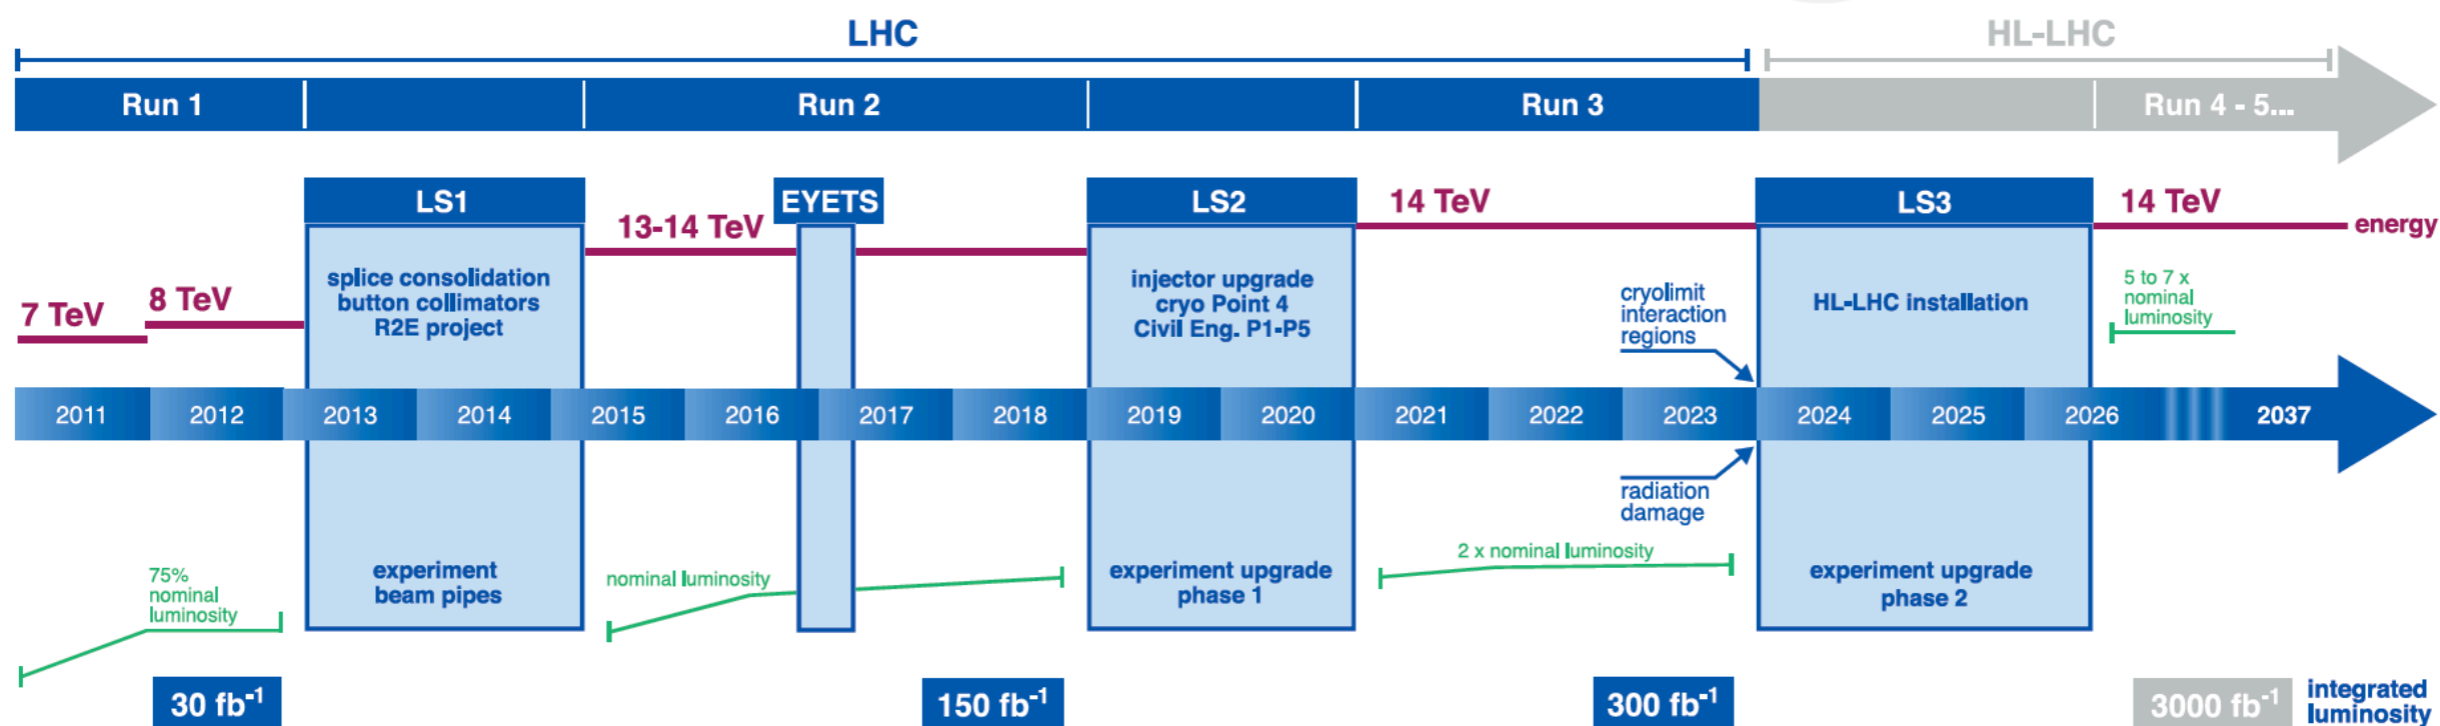 LHC
HL-LHC
Run 1
Run 2
Run 3
Run 4 - 5...
LS1
EYETS
LS2
14 TeV
LS3
14 TeV
energy
13-14 TeV
7 TeV
8 TeV
splice consolidation
button collimators
R2E project
injector upgrade
cryo Point 4
Civil Eng. P1-P5
cryolimit
interaction
regions
HL-LHC installation
5 to 7 x
nominal
luminosity
2011
2012
2013
2014
2015
2016
2017
2018
2019
2020
2021
2022
2023
2024
2025
2026
2037
radiation
damage
75%
nominal
luminosity
experiment
beam pipes
nominal luminosity
experiment upgrade
phase 1
2 x nominal luminosity
experiment upgrade
phase 2
30 fb⁻¹
150 fb⁻¹
300 fb⁻¹
3000 fb⁻¹
integrated
luminosity